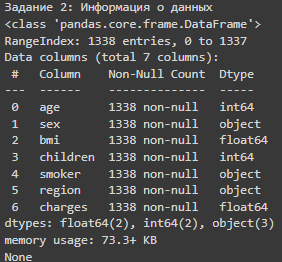 Задание 2: Информация о данных
<class 'pandas.core.frame.DataFrame'>
RangeIndex: 1338 entries, 0 to 1337
Data columns (total 7 columns):
 #   Column    Non-Null Count  Dtype
---  ------    --------------  -----
 0   age       1338 non-null   int64
 1   sex       1338 non-null   object
 2   bmi       1338 non-null   float64
 3   children  1338 non-null   int64
 4   smoker    1338 non-null   object
 5   region    1338 non-null   object
 6   charges   1338 non-null   float64
dtypes: float64(2), int64(2), object(3)
memory usage: 73.3+ KB
None